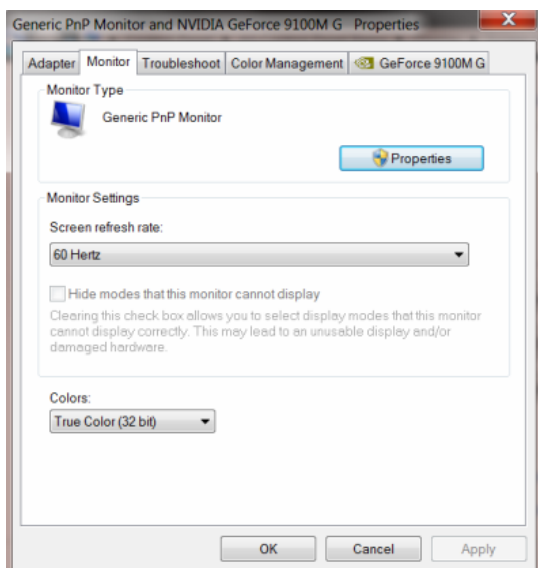 Generic PnP Monitor and NVIDIA GeForce 9100M G Properties
Adapter Monitor Troubleshoot Color Management GeForce 9100M G
Monitor Type
Generic PnP Monitor
Properties
Monitor Settings
Screen refresh rate:
60 Hertz
Hide modes that this monitor cannot display
Clearing this check box allows you to select display modes that this monitor
cannot display correctly. This may lead to an unusable display and/or
damaged hardware.
Colors:
True Color (32 bit)
OK Cancel Apply